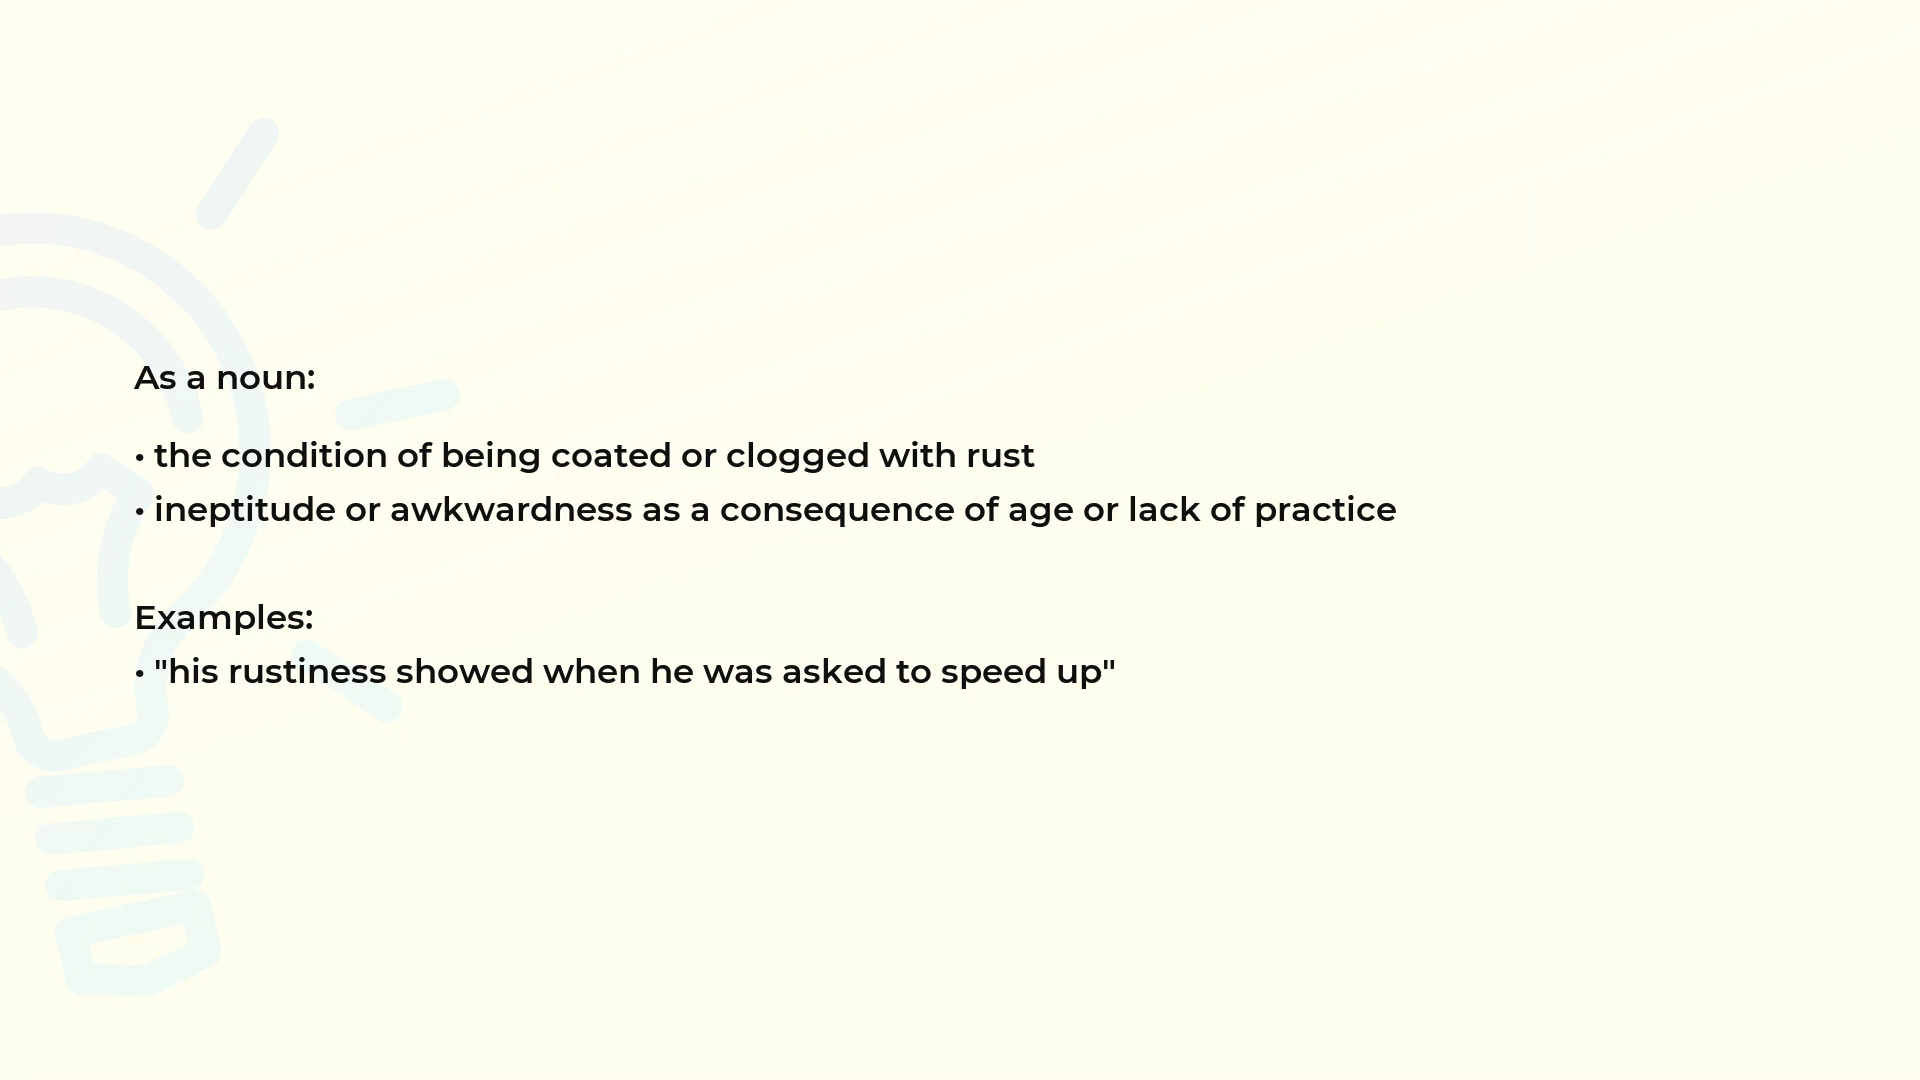 As a noun:
• the condition of being coated or clogged with rust
• ineptitude or awkwardness as a consequence of age or lack of practice
Examples:
• "his rustiness showed when he was asked to speed up"